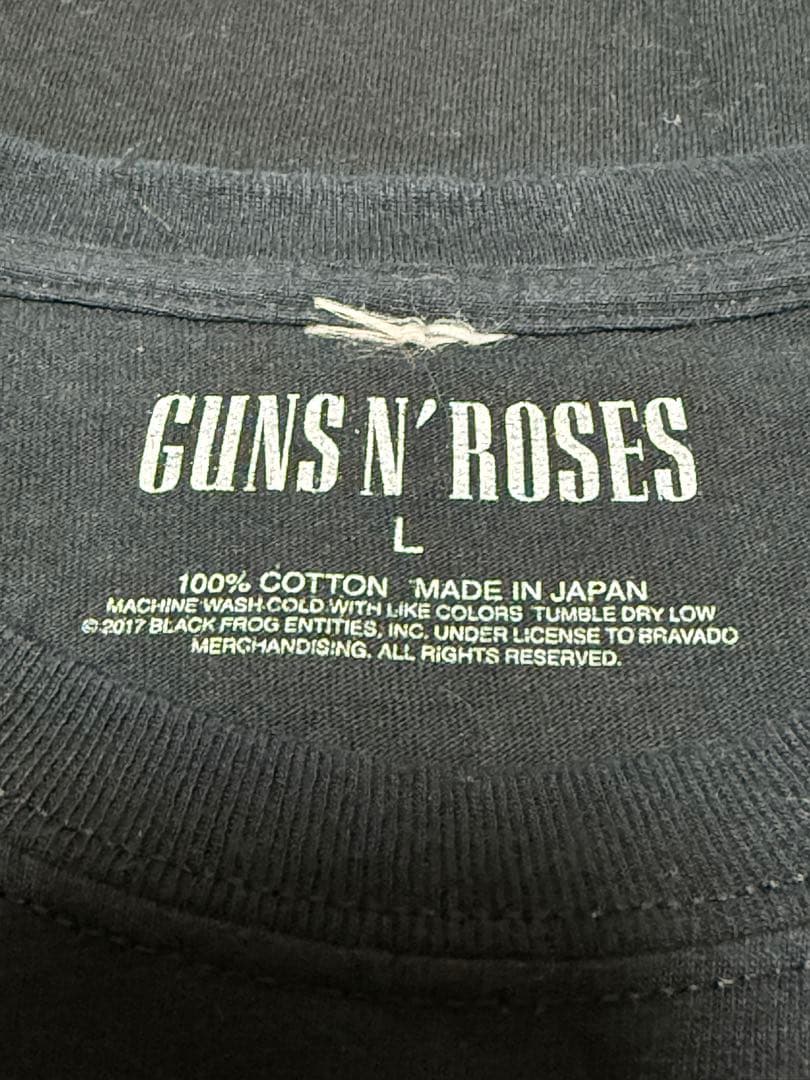 GUNS N' ROSES
L
100% COTTON MADE IN JAPAN
MACHINE WASH COLD WITH LIKE COLORS TUMBLE DRY LOW
© 2017 BLACK FROG ENTITIES, INC. UNDER LICENSE TO BRAVADO
MERCHANDISING. ALL RIGHTS RESERVED.